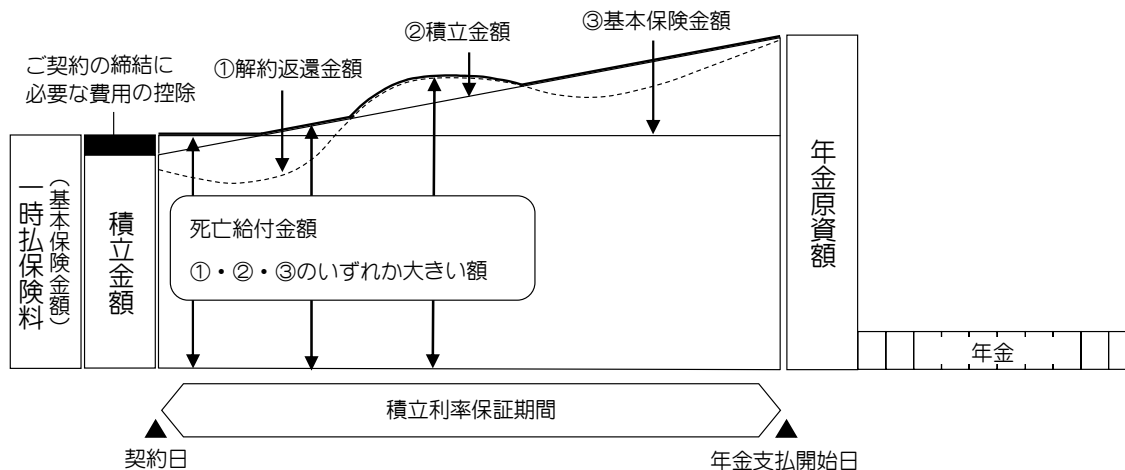 ③基本保険金額
②積立金額
ご契約の締結に
必要な費用の控除
①解約返還金額
一時払保険料
(基本保険金額)
積立金額
死亡給付金額
①・②・③のいずれか大きい額
年金原資額
年金
積立利率保証期間
契約日
年金支払開始日